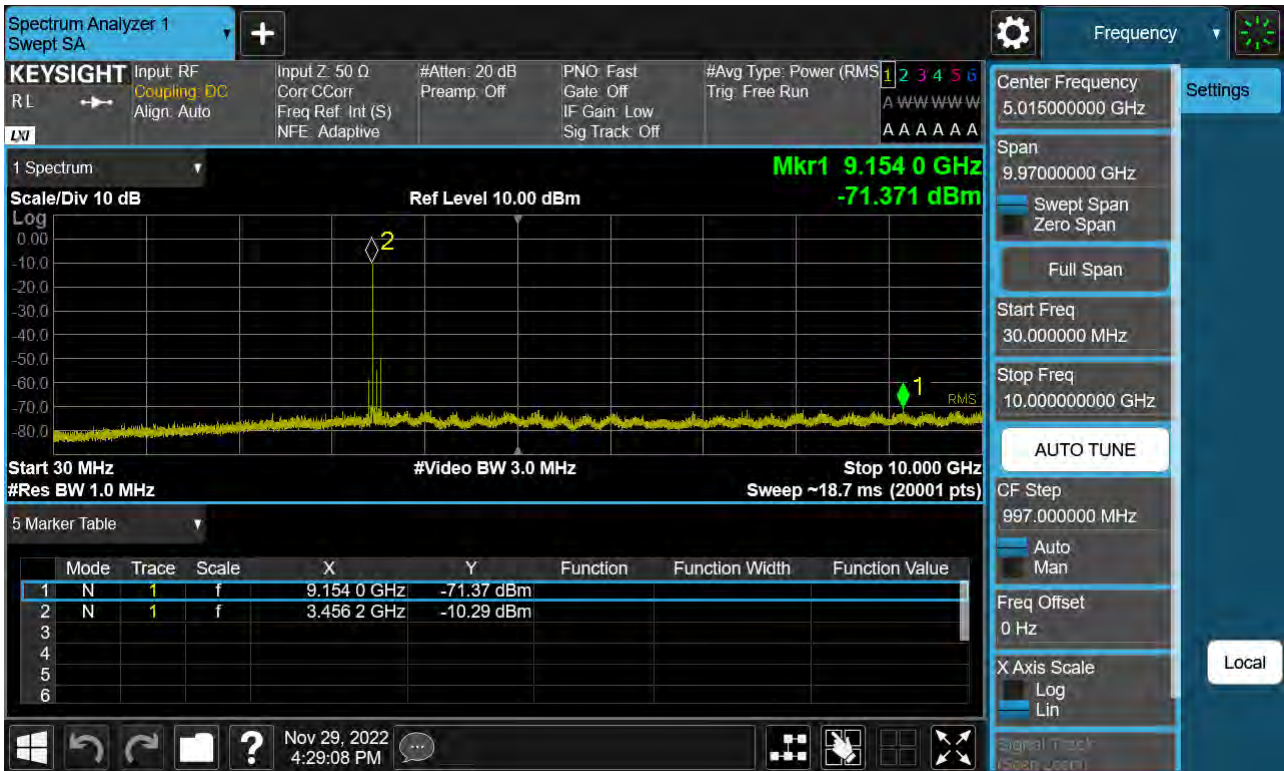 Spectrum Analyzer 1
Swept SA
Frequency
KEYSIGHT
RL
LXI
Input: RF
Coupling: DC
Align: Auto
Input Z: 50 Ω
Corr CCorr
Freq Ref: Int (S)
NFE: Adaptive
#Atten: 20 dB
Preamp: Off
PNO: Fast
Gate: Off
IF Gain: Low
Sig Track: Off
#Avg Type: Power (RMS
Trig: Free Run
1 2 3 4 5 6
A W W W W W
A A A A A A
1 Spectrum
Mkr1 9.154 0 GHz
Scale/Div 10 dB
Ref Level 10.00 dBm
-71.371 dBm
Log
0.00
-10.0
-20.0
-30.0
-40.0
-50.0
-60.0
-70.0
-80.0
2
1
RMS
Start 30 MHz
#Video BW 3.0 MHz
Stop 10.000 GHz
#Res BW 1.0 MHz
Sweep ~18.7 ms (20001 pts)
5 Marker Table
Mode Trace Scale X Y Function Function Width Function Value
1 N 1 f 9.154 0 GHz -71.37 dBm
2 N 1 f 3.456 2 GHz -10.29 dBm
3
4
5
6
?
Nov 29, 2022
4:29:08 PM
Center Frequency
5.015000000 GHz
Settings
Span
9.97000000 GHz
Swept Span
Zero Span
Full Span
Start Freq
30.000000 MHz
Stop Freq
10.000000000 GHz
AUTO TUNE
CF Step
997.000000 MHz
Auto
Man
Freq Offset
0 Hz
X Axis Scale
Log
Lin
Local
Signal Track
(Span Zoom)